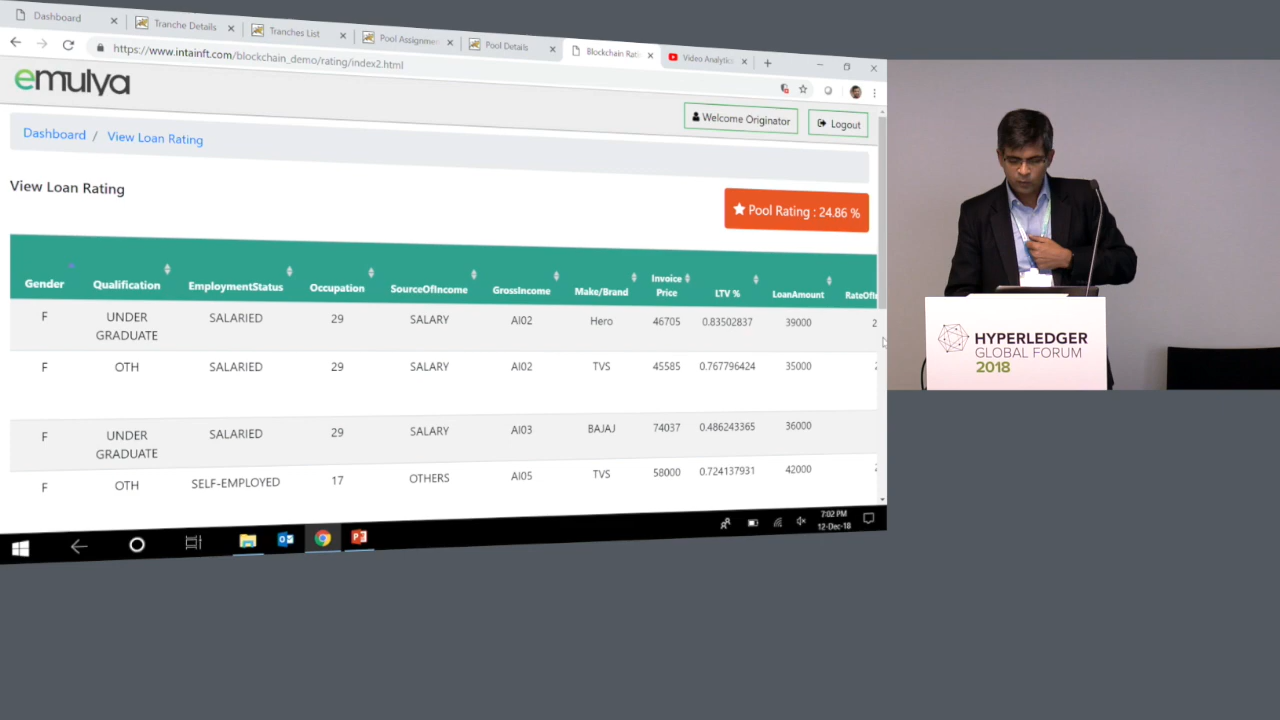 Dashboard
Tranche Details
Tranches List
Pool Assignme
Pool Details
Blockchain Rati
Video Analytics
https://www.intainft.com/blockchain_demo/rating/index2.html
emulya
Welcome Originator
Logout
Dashboard / View Loan Rating
View Loan Rating
Pool Rating : 24.86 %
Gender Qualification EmploymentStatus Occupation SourceOfIncome GrossIncome Make/Brand Invoice Price LTV % LoanAmount RateOfIn
F UNDER GRADUATE SALARIED 29 SALARY AI02 Hero 46705 0.83502837 39000 2
F OTH SALARIED 29 SALARY AI02 TVS 45585 0.767796424 35000
F UNDER GRADUATE SALARIED 29 SALARY AI03 BAJAJ 74037 0.486243365 36000
F OTH SELF-EMPLOYED 17 OTHERS AI05 TVS 58000 0.724137931 42000
7:02 PM
12-Dec-18
HYPERLEDGER
GLOBAL FORUM
2018